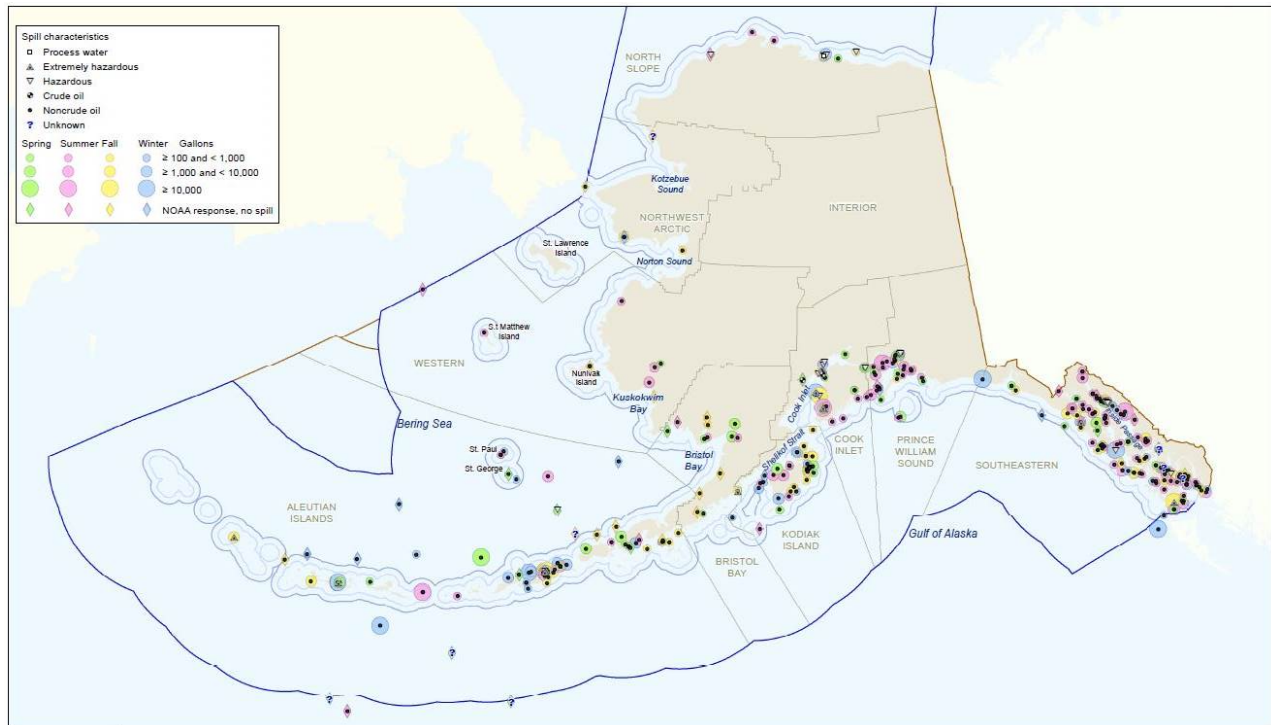 Spill characteristics
Process water
Extremely hazardous
Hazardous
Crude oil
Noncrude oil
? Unknown
Spring Summer Fall Winter Gallons
≥ 100 and < 1,000
≥ 1,000 and < 10,000
≥ 10,000
NOAA response, no spill
NORTH
SLOPE
Kotzebue
Sound
NORTHWEST
ARCTIC
INTERIOR
St. Lawrence
Island
Norton Sound
S.t Matthew
Island
WESTERN
Nunivak
Island
Kuskokwim
Bay
Bering Sea
St. Paul
St. George
Bristol
Bay
Cook Inlet
Shelikof Strait
COOK
INLET
PRINCE
WILLIAM
SOUND
SOUTHEASTERN
ALEUTIAN
ISLANDS
KODIAK
ISLAND
BRISTOL
BAY
Gulf of Alaska